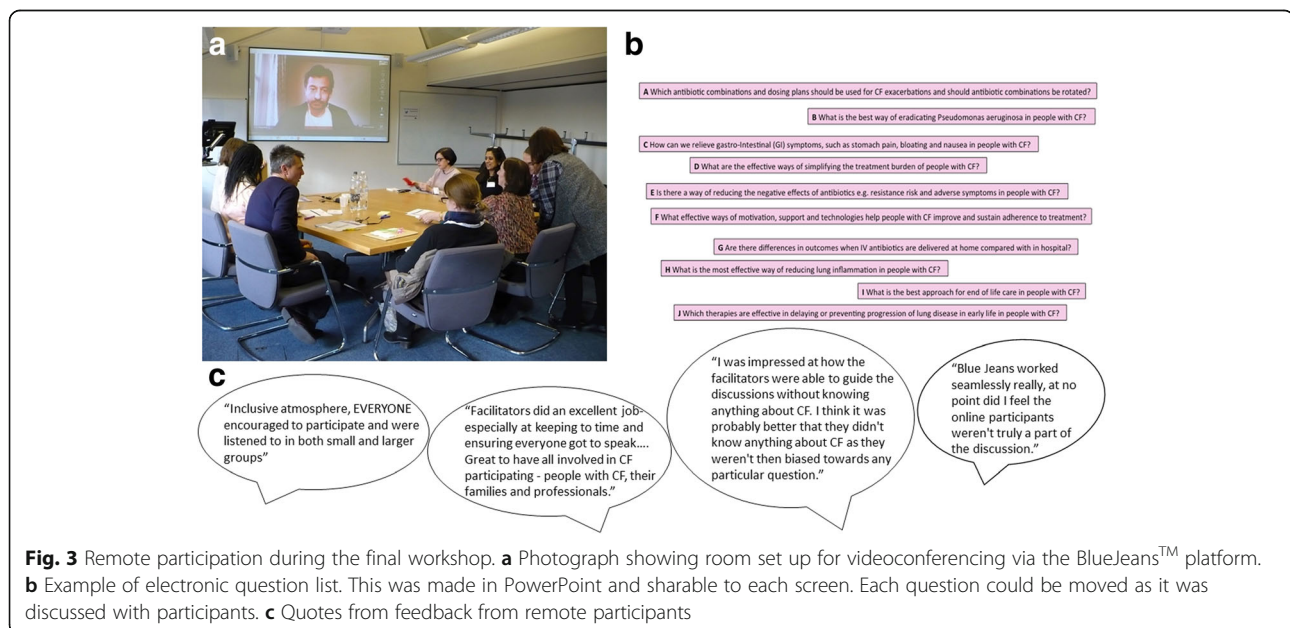 a
b
A Which antibiotic combinations and dosing plans should be used for CF exacerbations and should antibiotic combinations be rotated?
B What is the best way of eradicating Pseudomonas aeruginosa in people with CF?
C How can we relieve gastro-Intestinal (GI) symptoms, such as stomach pain, bloating and nausea in people with CF?
D What are the effective ways of simplifying the treatment burden of people with CF?
E Is there a way of reducing the negative effects of antibiotics e.g. resistance risk and adverse symptoms in people with CF?
F What effective ways of motivation, support and technologies help people with CF improve and sustain adherence to treatment?
G Are there differences in outcomes when IV antibiotics are delivered at home compared with in hospital?
H What is the most effective way of reducing lung inflammation in people with CF?
I What is the best approach for end of life care in people with CF?
J Which therapies are effective in delaying or preventing progression of lung disease in early life in people with CF?
c
“Inclusive atmosphere, EVERYONE
encouraged to participate and were
listened to in both small and larger
groups”
“Facilitators did an excellent job-
especially at keeping to time and
ensuring everyone got to speak....
Great to have all involved in CF
participating - people with CF, their
families and professionals.”
“I was impressed at how the
facilitators were able to guide the
discussions without knowing
anything about CF. I think it was
probably better that they didn't
know anything about CF as they
weren't then biased towards any
particular question.”
“Blue Jeans worked
seamlessly really, at no
point did I feel the
online participants
weren't truly a part of
the discussion.”
Fig. 3 Remote participation during the final workshop. a Photograph showing room set up for videoconferencing via the BlueJeans™ platform.
b Example of electronic question list. This was made in PowerPoint and sharable to each screen. Each question could be moved as it was
discussed with participants. c Quotes from feedback from remote participants